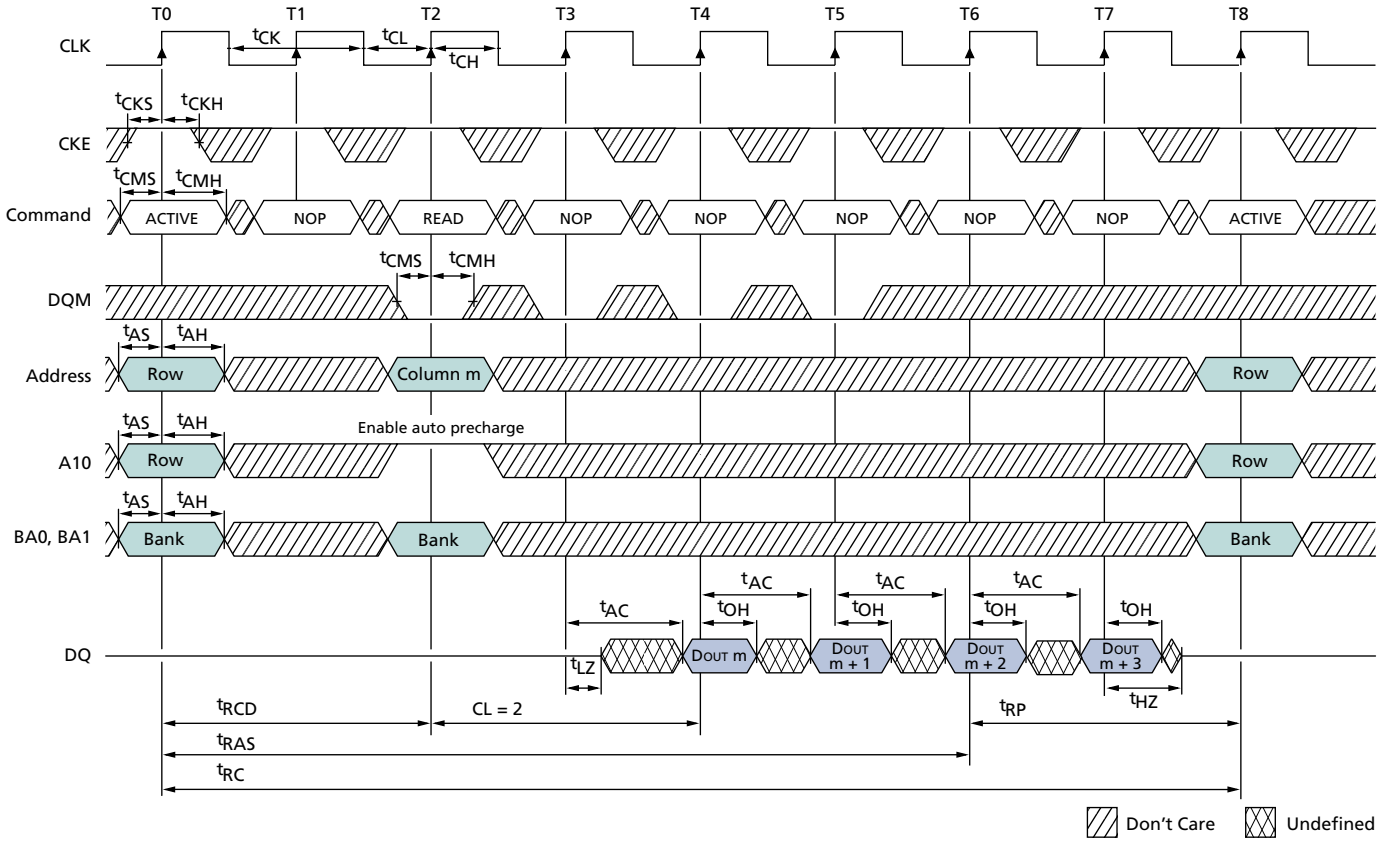 T0 T1 T2 T3 T4 T5 T6 T7 T8
CLK
tCK tCL
tCH
tCKS tCKH
CKE
tCMS tCMH
Command ACTIVE NOP READ NOP NOP NOP NOP NOP ACTIVE
tCMS tCMH
DQM
tAS tAH
Address Row Column m Row
Enable auto precharge
tAS tAH
A10 Row Row
tAS tAH
BA0, BA1 Bank Bank Bank
tAC tAC tAC
tAC tOH tOH tOH tOH
DQ DOUT m DOUT m + 1 DOUT m + 2 DOUT m + 3
tLZ tHZ
tRCD CL = 2 tRP
tRAS
tRC
Don't Care Undefined